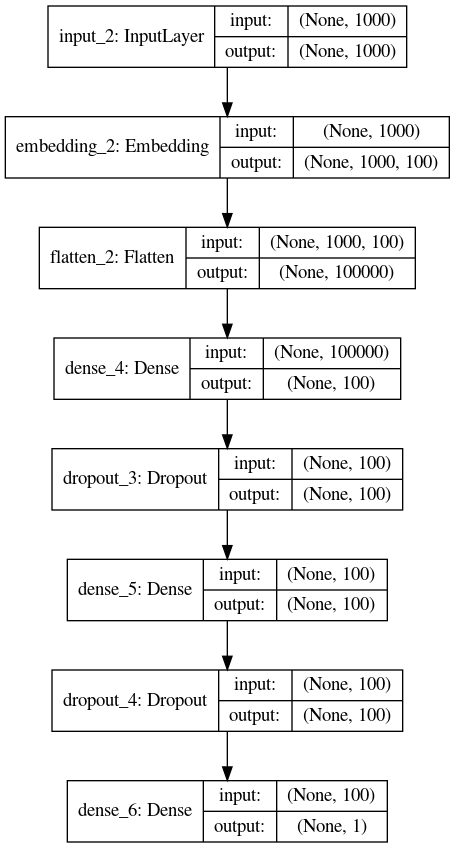 input_2: InputLayer
input: (None, 1000)
output: (None, 1000)
embedding_2: Embedding
input: (None, 1000)
output: (None, 1000, 100)
flatten_2: Flatten
input: (None, 1000, 100)
output: (None, 100000)
dense_4: Dense
input: (None, 100000)
output: (None, 100)
dropout_3: Dropout
input: (None, 100)
output: (None, 100)
dense_5: Dense
input: (None, 100)
output: (None, 100)
dropout_4: Dropout
input: (None, 100)
output: (None, 100)
dense_6: Dense
input: (None, 100)
output: (None, 1)